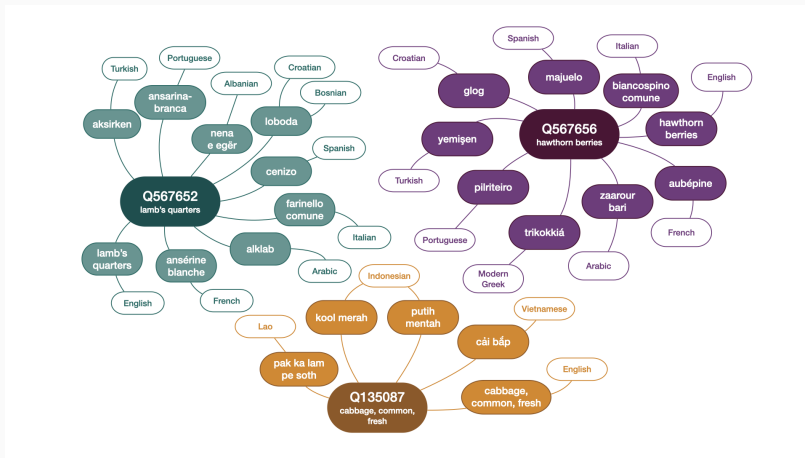 Turkish
Portuguese
Albanian
Croatian
Bosnian
aksirken
ansarina-
branca
nena
e egër
loboda
Spanish
cenizo
Q567652
lamb's quarters
farinello
comune
Italian
lamb's
quarters
ansérine
blanche
alklab
Arabic
English
French
Croatian
Spanish
Italian
English
glog
majuelo
biancospino
comune
hawthorn
berries
Q567656
hawthorn berries
yemişen
Turkish
pilriteiro
Portuguese
trikokkiá
Modern
Greek
zaarour
bari
Arabic
aubépine
French
Indonesian
kool merah
putih
mentah
Vietnamese
cải bắp
Lao
pak ka lam
pe soth
English
cabbage,
common, fresh
Q135087
cabbage, common,
fresh